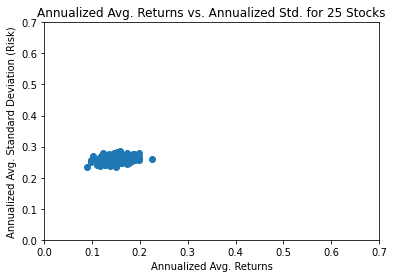 Annualized Avg. Returns vs. Annualized Std. for 25 Stocks
Annualized Avg. Standard Deviation (Risk)
0.7
0.6
0.5
0.4
0.3
0.2
0.1
0.0
0.0 0.1 0.2 0.3 0.4 0.5 0.6 0.7
Annualized Avg. Returns